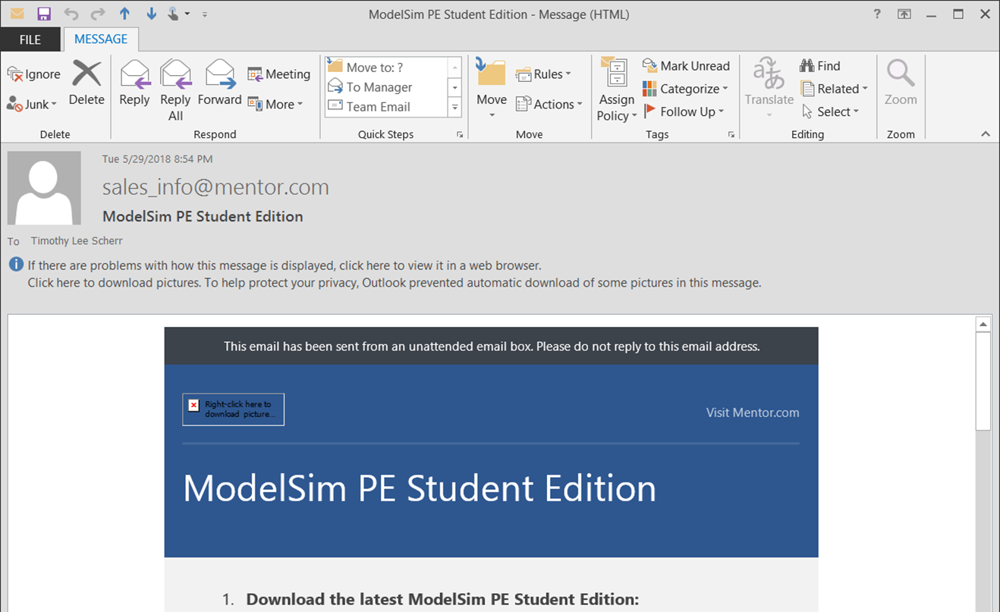 ModelSim PE Student Edition - Message (HTML)
?
FILE
MESSAGE
Ignore
Junk
Delete
Delete
Reply
Reply All
Forward
Meeting
More
Respond
Move to: ?
To Manager
Team Email
Quick Steps
Move
Rules
Actions
Move
Assign Policy
Mark Unread
Categorize
Follow Up
Tags
Translate
Find
Related
Select
Editing
Zoom
Zoom
Tue 5/29/2018 8:54 PM
sales_info@mentor.com
ModelSim PE Student Edition
To Timothy Lee Scherr
If there are problems with how this message is displayed, click here to view it in a web browser.
Click here to download pictures. To help protect your privacy, Outlook prevented automatic download of some pictures in this message.
This email has been sent from an unattended email box. Please do not reply to this email address.
Right-click here to
download picture...
Visit Mentor.com
ModelSim PE Student Edition
1. Download the latest ModelSim PE Student Edition: